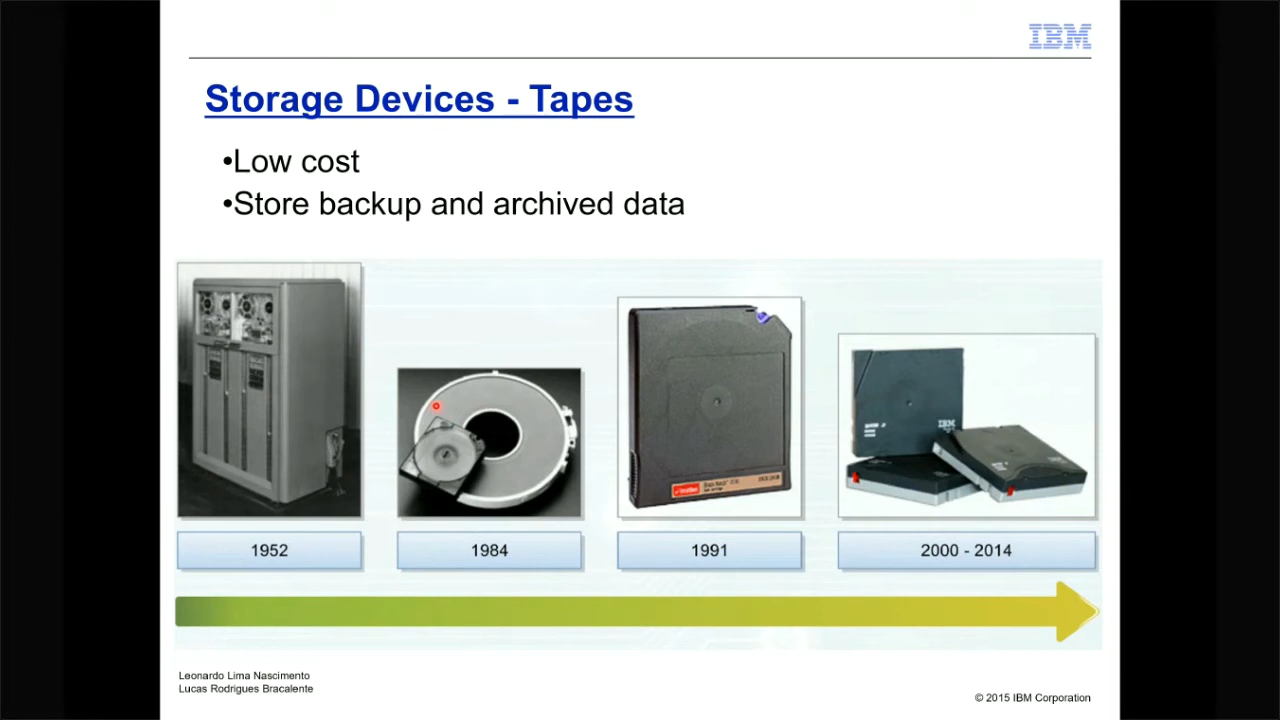 IBM
Storage Devices - Tapes
•Low cost
•Store backup and archived data
IBM
1952
1984
1991
2000 - 2014
Leonardo Lima Nascimento
Lucas Rodrigues Bracalente
© 2015 IBM Corporation